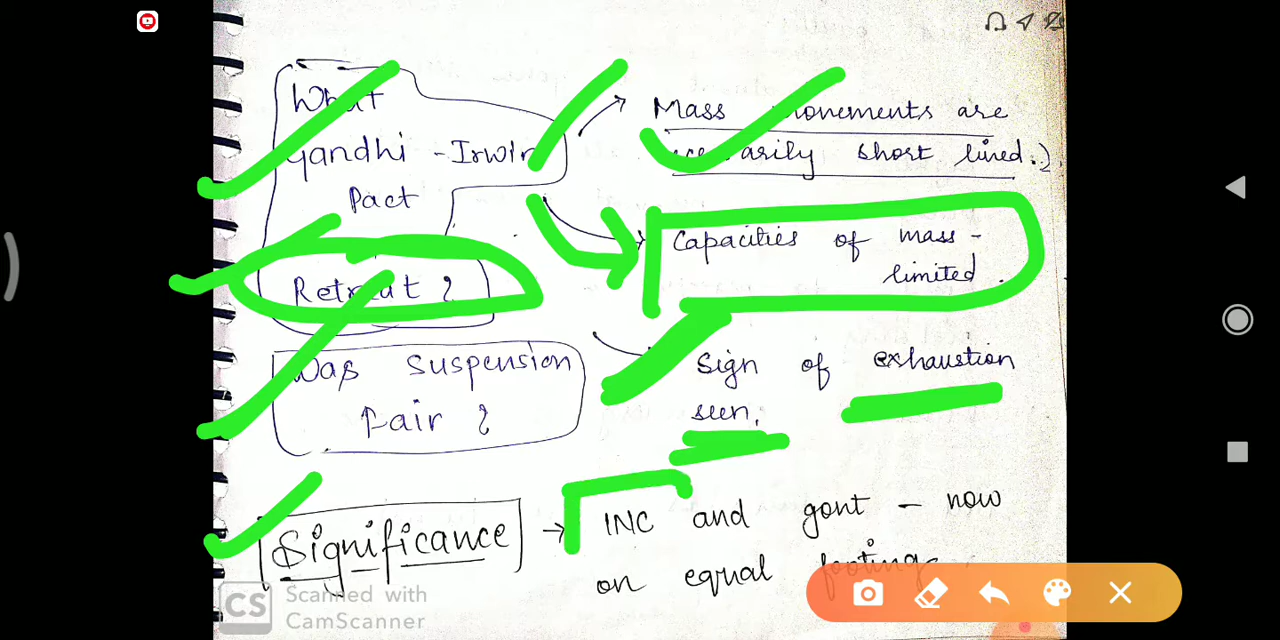 What
Gandhi - Irwin
Pact
Retreat ?
Was suspension
fair ?
Mass movements are
short lived.
Capacities of mass -
limited.
Sign of exhaustion
seen.
Significance → INC and govt - now
on equal footing.
CS Scanned with
CamScanner